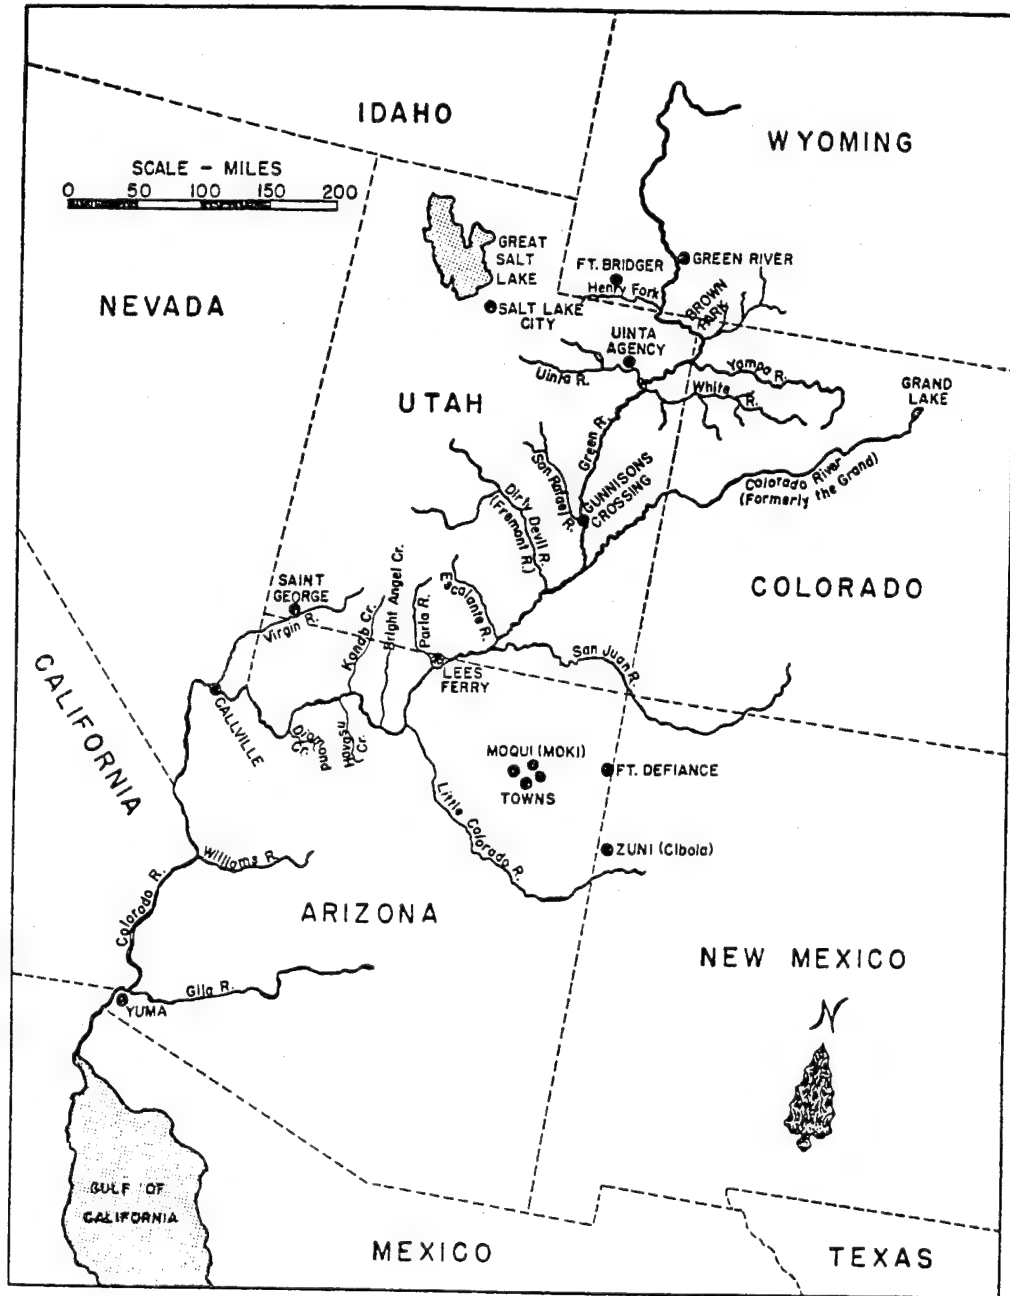 IDAHO
WYOMING
SCALE – MILES
0 50 100 150 200
GREAT
SALT
LAKE
SALT LAKE
CITY
NEVADA
FT. BRIDGER
GREEN RIVER
Henry Fork
BROWN
PARK
UINTA
AGENCY
Uinta R.
Yampa R.
White R.
GRAND
LAKE
UTAH
Green R.
San Rafael R.
GUNNISONS
CROSSING
Colorado River
(Formerly the Grand)
Dirty Devil R.
(Fremont R.)
COLORADO
SAINT
GEORGE
Virgin R.
Kanab Cr.
Bright Angel Cr.
Paria R.
Escalante R.
LEES
FERRY
San Juan R.
CALIFORNIA
CALLVILLE
Diamond
Cr.
Havasu
Cr.
MOQUI (MOKI)
TOWNS
FT. DEFIANCE
Little Colorado R.
ZUNI (Cibola)
Williams R.
Colorado R.
ARIZONA
NEW MEXICO
Gila R.
YUMA
N
GULF OF
CALIFORNIA
MEXICO
TEXAS